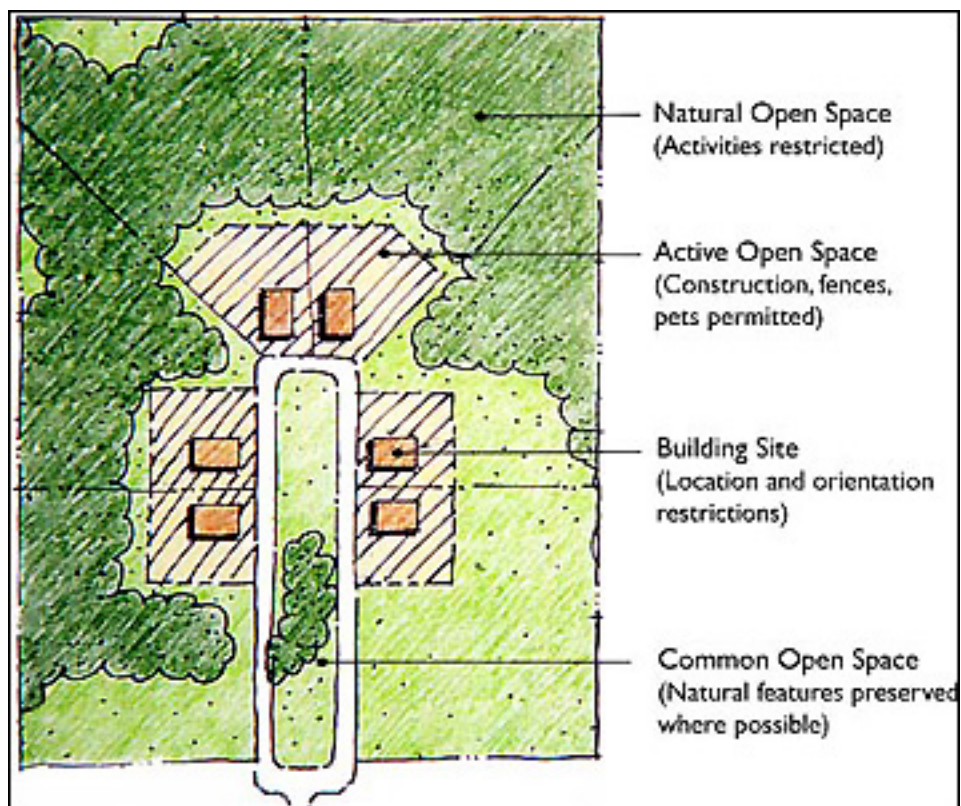 Natural Open Space
(Activities restricted)
Active Open Space
(Construction, fences,
pets permitted)
Building Site
(Location and orientation
restrictions)
Common Open Space
(Natural features preserved
where possible)